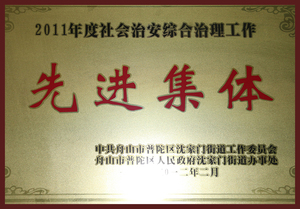 2011年度社会治安综合治理工作
先进集体
中共舟山市普陀区沈家门街道工作委员会
舟山市普陀区人民政府沈家门街道办事处
一二年二月